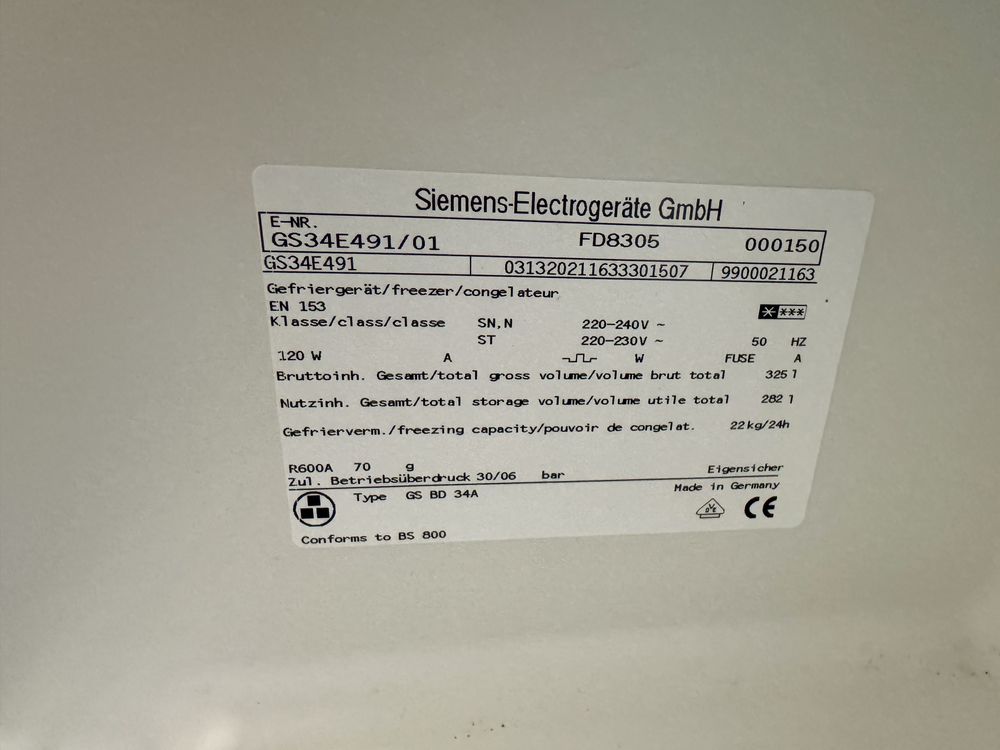 Siemens-Electrogeräte GmbH
E-NR.
GS34E491/01 FD8305 000150
GS34E491 031320211633301507 9900021163
Gefriergerät/freezer/congelateur
EN 153
Klasse/class/classe SN,N 220-240V ~
ST 220-230V ~ 50 HZ
120 W A W FUSE A
Bruttoinh. Gesamt/total gross volume/volume brut total 325 l
Nutzinh. Gesamt/total storage volume/volume utile total 282 l
Gefrierverm./freezing capacity/pouvoir de congelat. 22kg/24h
R600A 70 g
Zul. Betriebsüberdruck 30/06 bar Eigensicher
Type GS BD 34A Made in Germany
DVE CE
Conforms to BS 800